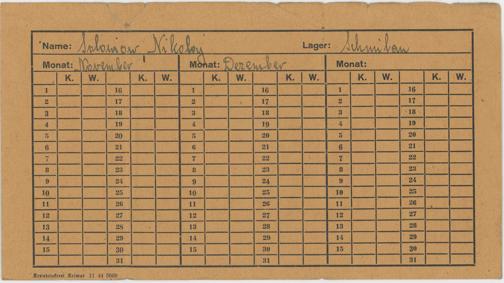 Name: Solomow Nikolaj Lager: Schmilau
Monat: November Monat: Dezember Monat:
K. W. K. W. K. W. K. W. K. W. K. W.
1 16 1 16 1 16
2 17 2 17 2 17
3 18 3 18 3 18
4 19 4 19 4 19
5 20 5 20 5 20
6 21 6 21 6 21
7 22 7 22 7 22
8 23 8 23 8 23
9 24 9 24 9 24
10 25 10 25 10 25
11 26 11 26 11 26
12 27 12 27 12 27
13 28 13 28 13 28
14 29 14 29 14 29
15 30 15 30 15 30
31 31 31
11 44 5000